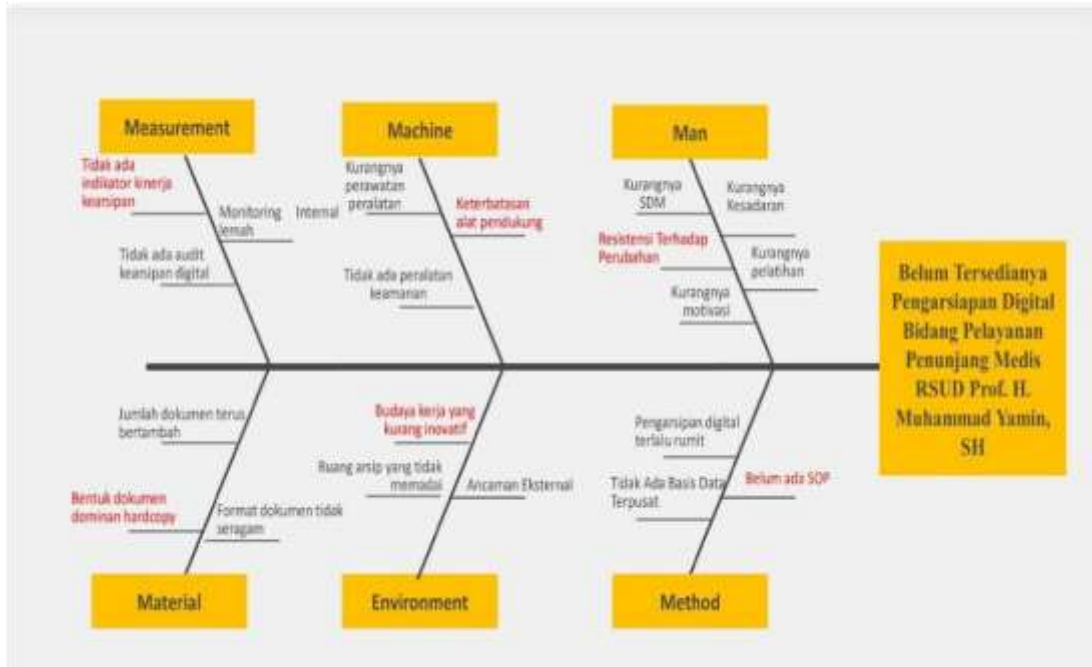 Measurement
Machine
Man
Tidak ada
indikator kinerja
kearsipan
Monitoring Internal
lemah
Tidak ada audit
kearsipan digital
Kurangnya
perawatan
peralatan
Keterbatasan
alat pendukung
Tidak ada peralatan
keamanan
Kurangnya
SDM
Kurangnya
Kesadaran
Resistensi Terhadap
Perubahan
Kurangnya
pelatihan
Kurangnya
motivasi
Belum Tersedianya
Pengarsiapan Digital
Bidang Pelayanan
Penunjang Medis
RSUD Prof. H.
Muhammad Yamin,
SH
Jumlah dokumen terus
bertambah
Bentuk dokumen
dominan hardcopy
Format dokumen tidak
seragam
Budaya kerja yang
kurang inovatif
Ruang arsip yang tidak
memadai
Ancaman Eksternal
Pengarsipan digital
terlalu rumit
Tidak Ada Basis Data
Terpusat
Belum ada SOP
Material
Environment
Method